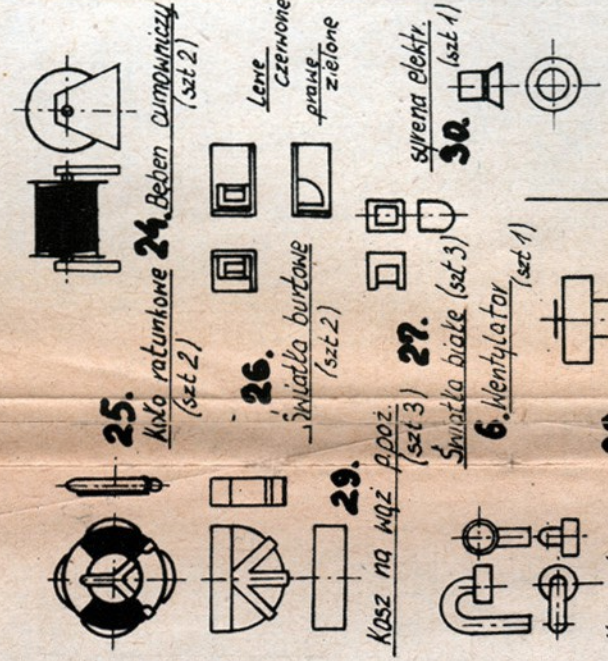 24. Bęben cumowniczy
(szt 2)
25.
Koło ratunkowe
(szt 2)
Lewe
czerwone
prawe
zielone
26.
Światła burtowe
(szt 2)
syrena elektr.
(szt 1)
30.
27.
Światła białe (szt 3)
29.
Kosz na wąż p.poż.
(szt 3)
6. Wentylator
(szt 1)